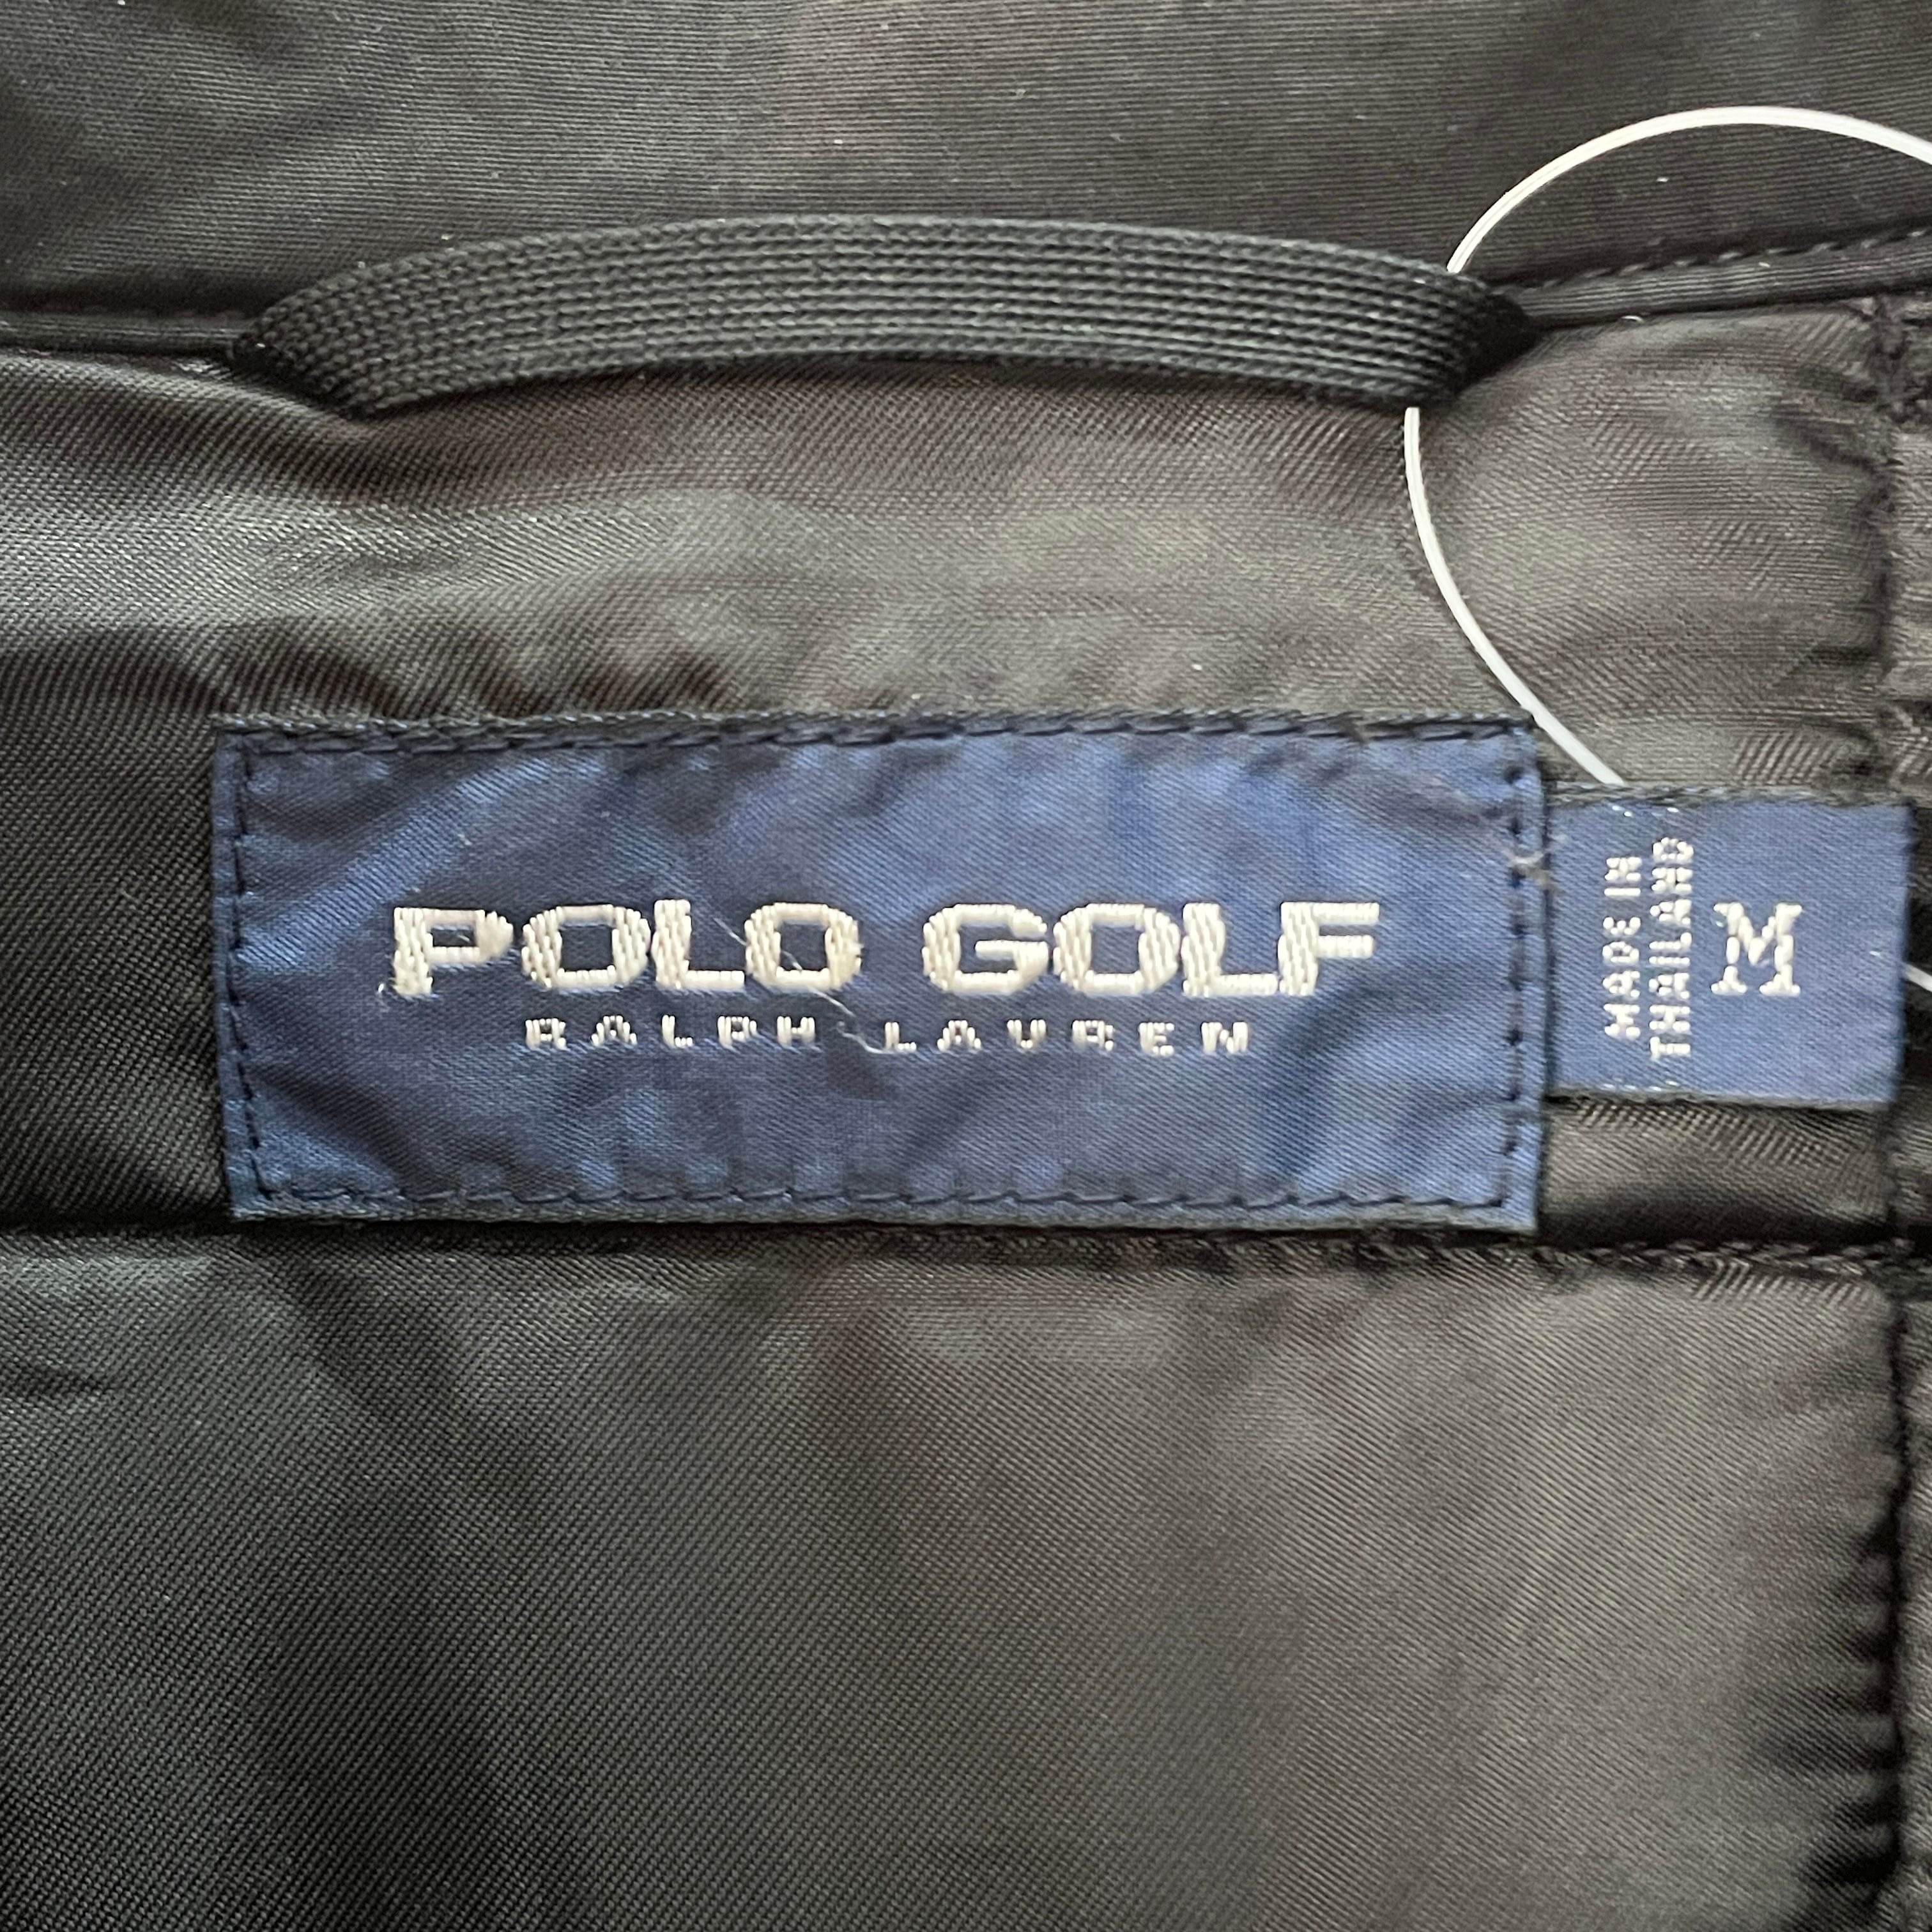 POLO GOLF
RALPH LAUREN
MADE IN
THAILAND
M